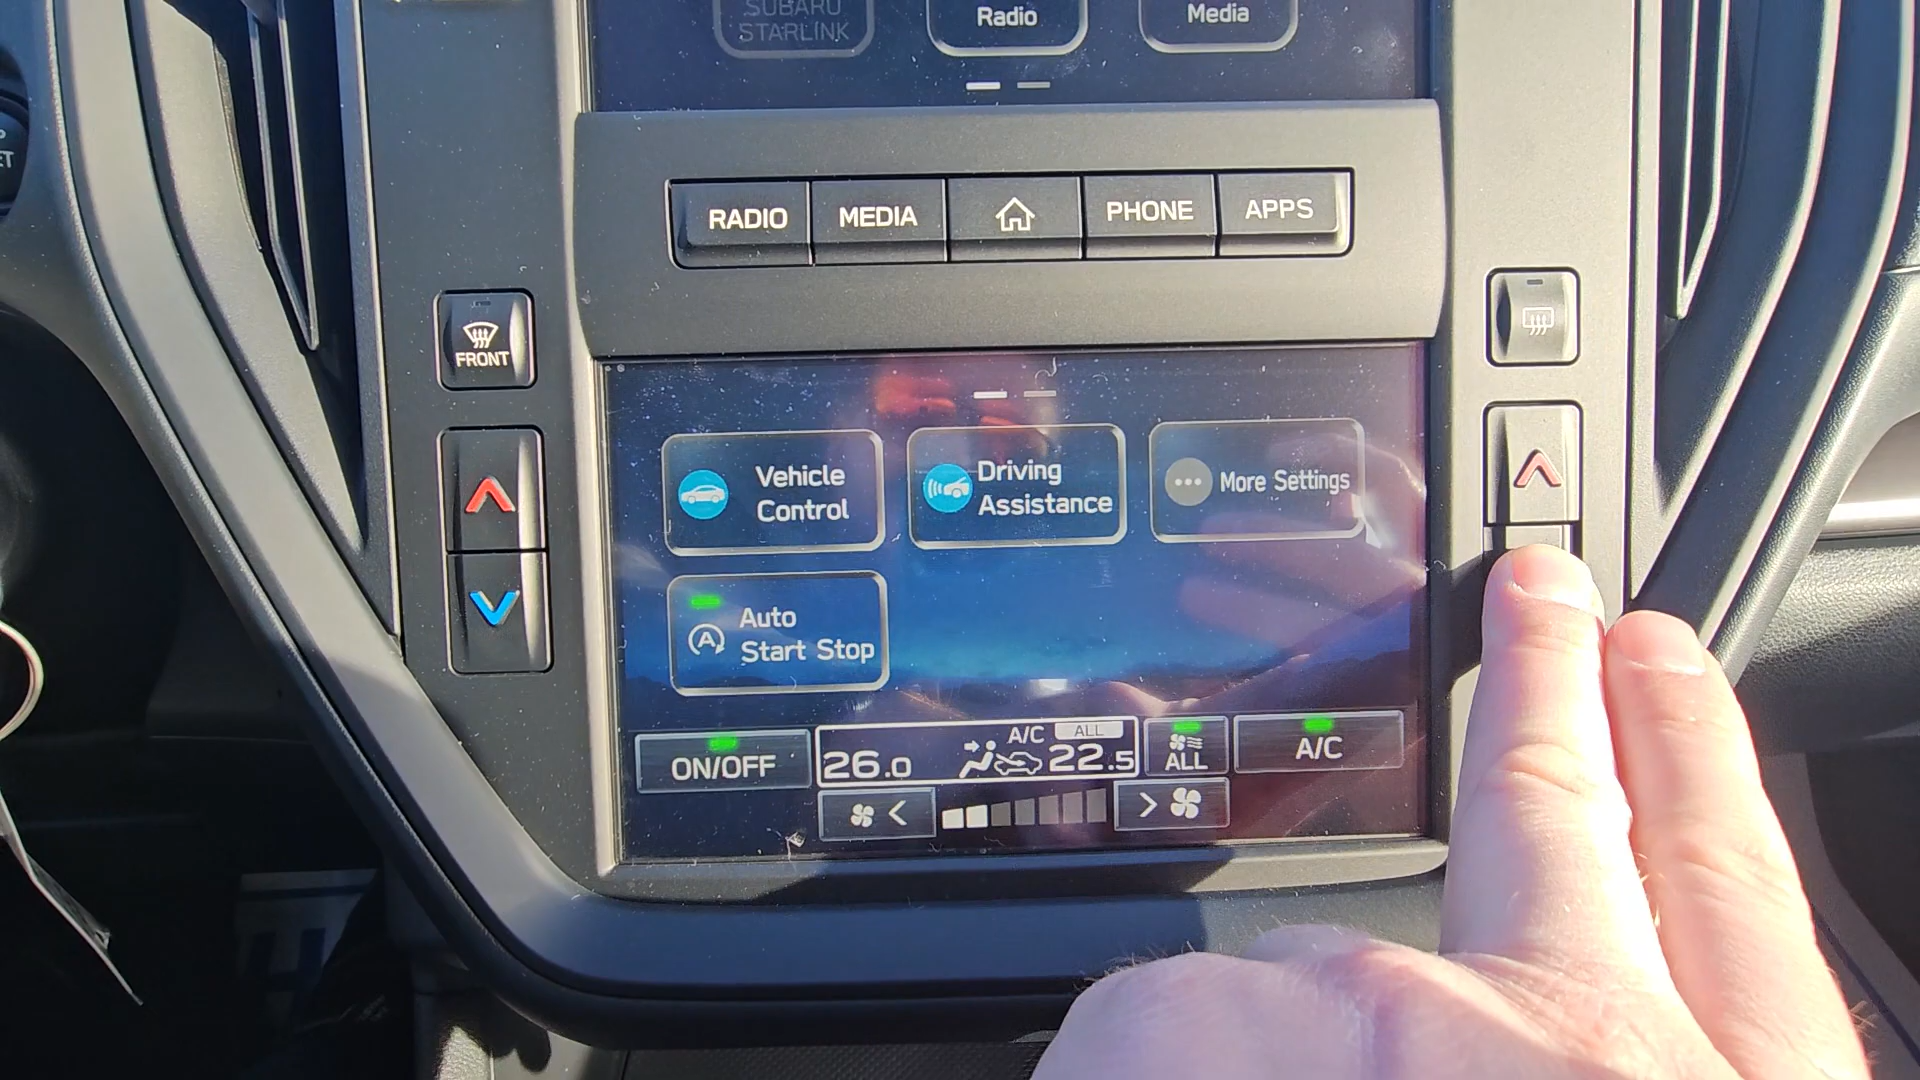 SUBARU
STARLINK
Radio
Media
RADIO
MEDIA
PHONE
APPS
FRONT
Vehicle
Control
Driving
Assistance
More Settings
Auto
Start Stop
A
ON/OFF
26.0
A/C
ALL
22.5
ALL
A/C